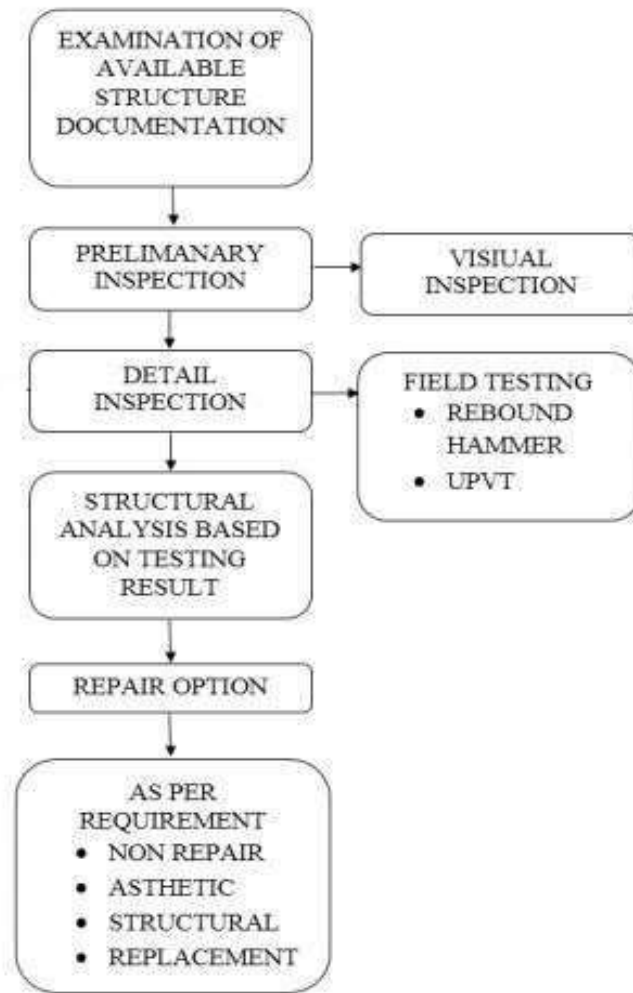 EXAMINATION OF
AVAILABLE
STRUCTURE
DOCUMENTATION
PRELIMANARY
INSPECTION
VISIUAL
INSPECTION
DETAIL
INSPECTION
FIELD TESTING
• REBOUND
HAMMER
• UPVT
STRUCTURAL
ANALYSIS BASED
ON TESTING
RESULT
REPAIR OPTION
AS PER
REQUIREMENT
• NON REPAIR
• ASTHETIC
• STRUCTURAL
• REPLACEMENT